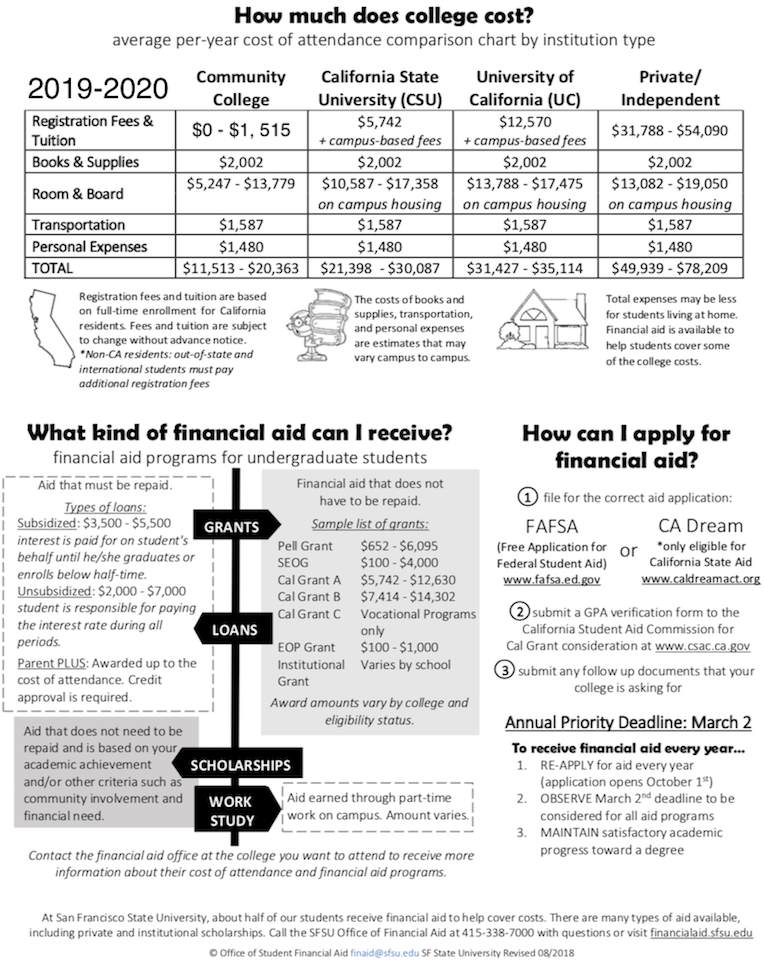 How much does college cost?
average per-year cost of attendance comparison chart by institution type
2019-2020
Community College
California State University (CSU)
University of California (UC)
Private/ Independent
Registration Fees & Tuition
$0 - $1, 515
$5,742
+ campus-based fees
$12,570
+ campus-based fees
$31,788 - $54,090
Books & Supplies $2,002 $2,002 $2,002 $2,002
Room & Board
$5,247 - $13,779
$10,587 - $17,358
on campus housing
$13,788 - $17,475
on campus housing
$13,082 - $19,050
on campus housing
Transportation $1,587 $1,587 $1,587 $1,587
Personal Expenses $1,480 $1,480 $1,480 $1,480
TOTAL $11,513 - $20,363 $21,398 - $30,087 $31,427 - $35,114 $49,939 - $78,209
Registration fees and tuition are based
on full-time enrollment for California
residents. Fees and tuition are subject
to change without advance notice.
*Non-CA residents: out-of-state and
international students must pay
additional registration fees
The costs of books and
supplies, transportation,
and personal expenses
are estimates that may
vary campus to campus.
Total expenses may be less
for students living at home.
Financial aid is available to
help students cover some
of the college costs.
What kind of financial aid can I receive?
financial aid programs for undergraduate students
Aid that must be repaid.
Types of loans:
Subsidized: $3,500 - $5,500
interest is paid for on student's
behalf until he/she graduates or
enrolls below half-time.
Unsubsidized: $2,000 - $7,000
student is responsible for paying
the interest rate during all
periods.
Parent PLUS: Awarded up to the
cost of attendance. Credit
approval is required.
GRANTS
Financial aid that does not
have to be repaid.
Sample list of grants:
Pell Grant $652 - $6,095
SEOG $100 - $4,000
Cal Grant A $5,742 - $12,630
Cal Grant B $7,414 - $14,302
Cal Grant C Vocational Programs
only
EOP Grant $100 - $1,000
Institutional Varies by school
Grant
Award amounts vary by college and
eligibility status.
LOANS
Aid that does not need to be
repaid and is based on your
academic achievement
and/or other criteria such as
community involvement and
financial need.
SCHOLARSHIPS
WORK
STUDY
Aid earned through part-time
work on campus. Amount varies.
Contact the financial aid office at the college you want to attend to receive more
information about their cost of attendance and financial aid programs.
How can I apply for
financial aid?
1 file for the correct aid application:
FAFSA
(Free Application for
Federal Student Aid)
www.fafsa.ed.gov
or
CA Dream
*only eligible for
California State Aid
www.caldreamact.org
2 submit a GPA verification form to the
California Student Aid Commission for
Cal Grant consideration at www.csac.ca.gov
3 submit any follow up documents that your
college is asking for
Annual Priority Deadline: March 2
To receive financial aid every year...
1. RE-APPLY for aid every year
(application opens October 1st)
2. OBSERVE March 2nd deadline to be
considered for all aid programs
3. MAINTAIN satisfactory academic
progress toward a degree
At San Francisco State University, about half of our students receive financial aid to help cover costs. There are many types of aid available,
including private and institutional scholarships. Call the SFSU Office of Financial Aid at 415-338-7000 with questions or visit financialaid.sfsu.edu
© Office of Student Financial Aid finaid@sfsu.edu SF State University Revised 08/2018